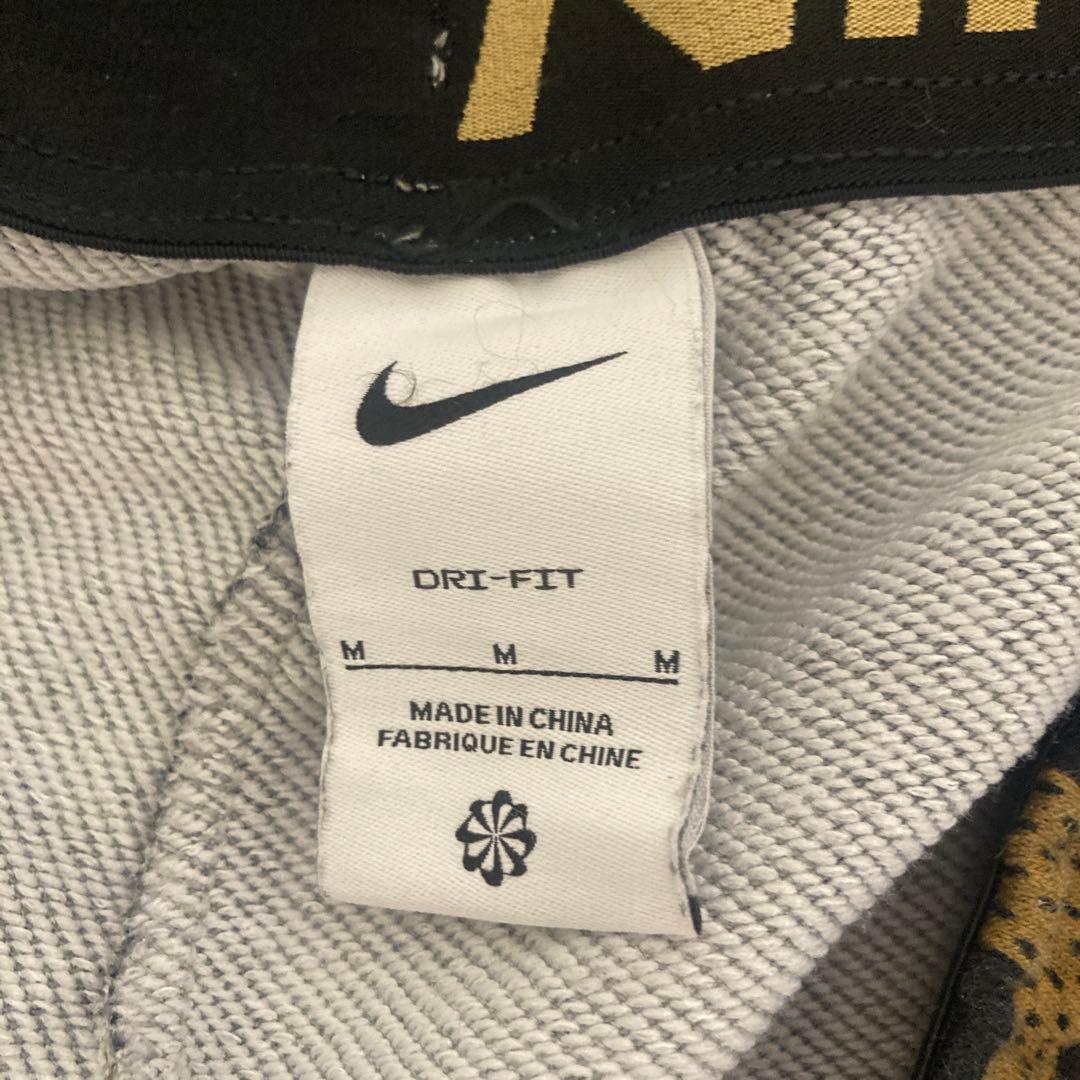 DRI-FIT
M M M
MADE IN CHINA
FABRIQUE EN CHINE